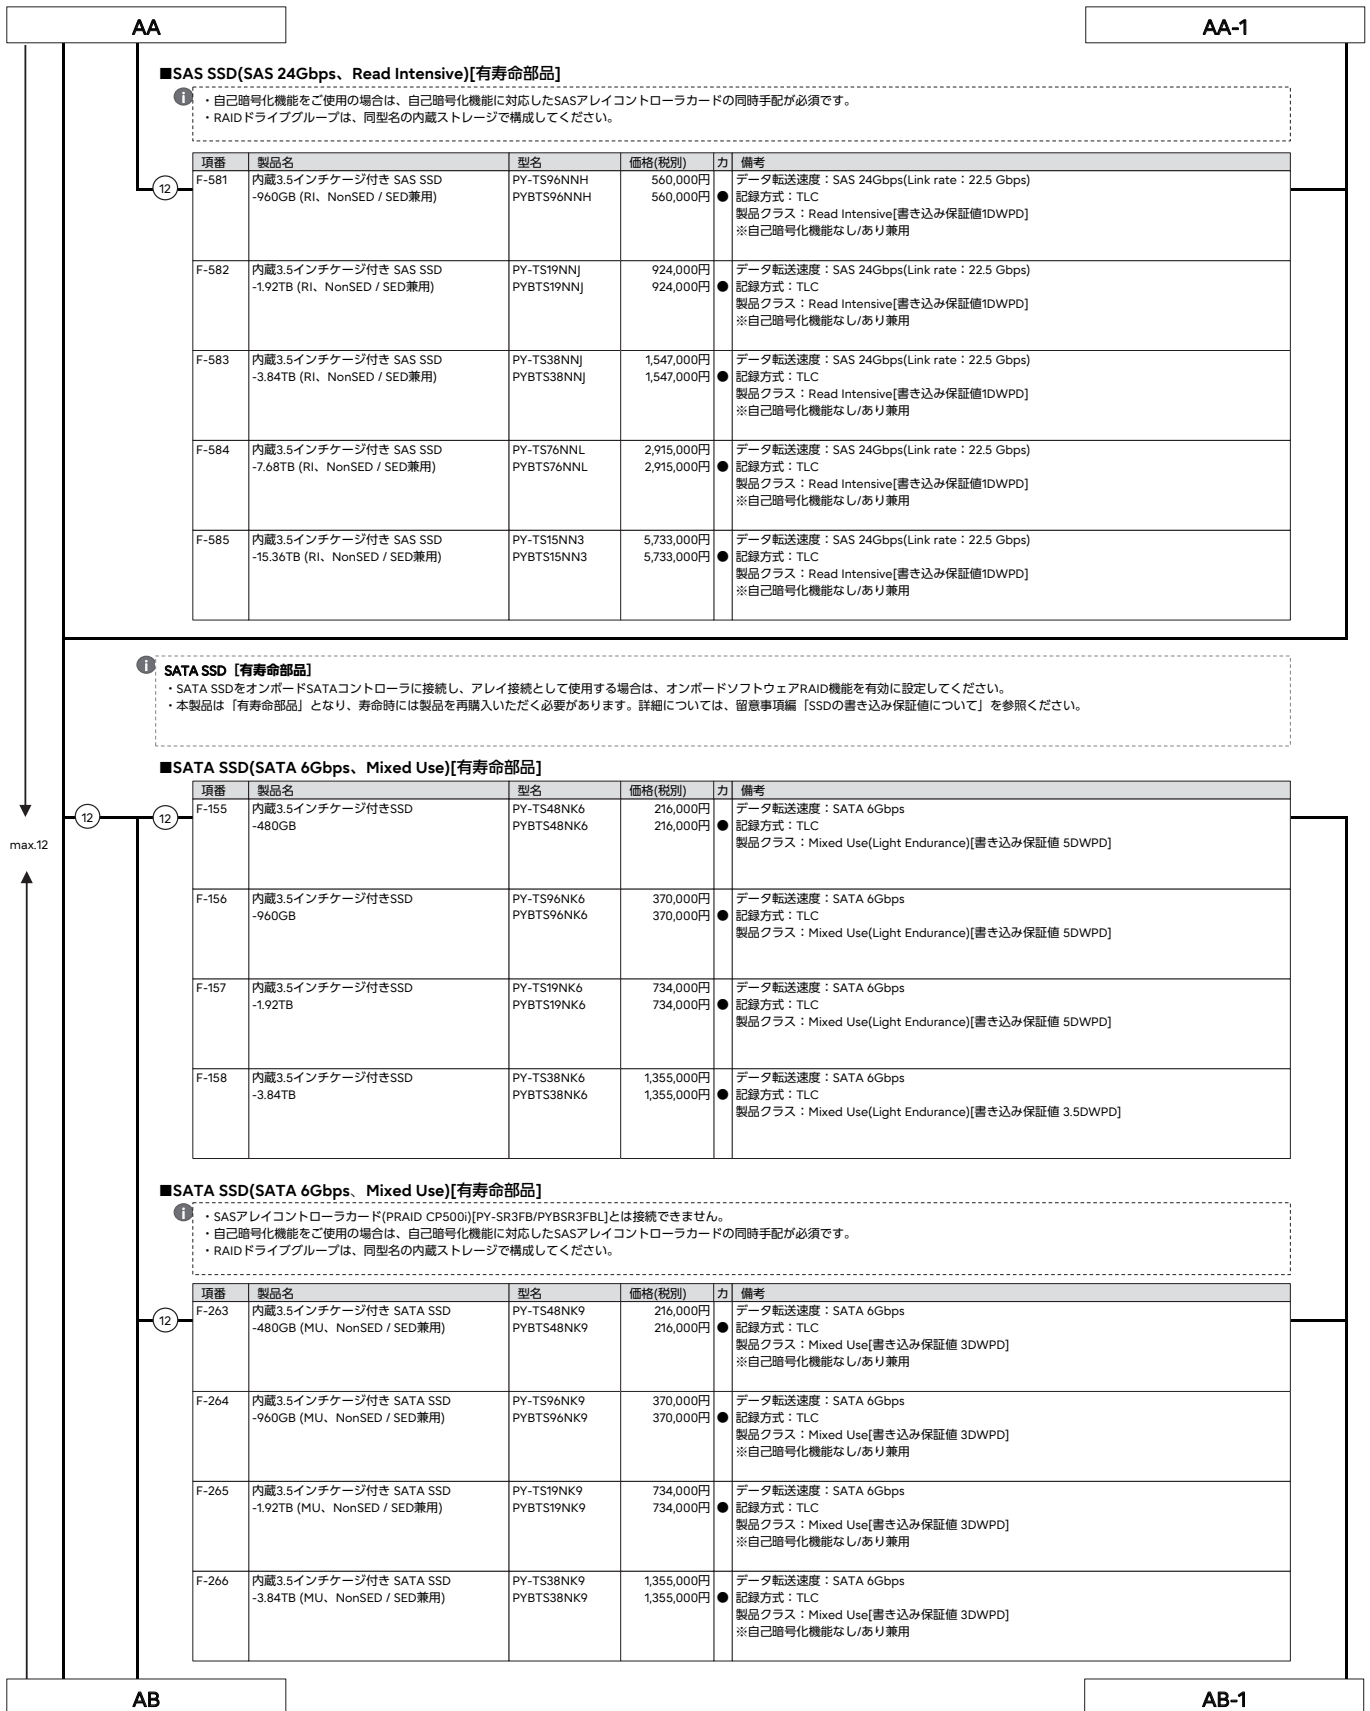 AA
AA-1
■SAS SSD(SAS 24Gbps、Read Intensive)[有寿命部品]
・自己暗号化機能をご使用の場合は、自己暗号化機能に対応したSASアレイコントローラカードの同時手配が必須です。
・RAIDドライブグループは、同型名の内蔵ストレージで構成してください。
項番 製品名 型名 価格(税別) カ 備考
12
F-581 内蔵3.5インチケージ付き SAS SSD PY-TS96NNH 560,000円 データ転送速度：SAS 24Gbps(Link rate：22.5 Gbps)
-960GB (RI、NonSED / SED兼用) PYBTS96NNH 560,000円 ● 記録方式：TLC
製品クラス：Read Intensive[書き込み保証値1DWPD]
※自己暗号化機能なし/あり兼用
F-582 内蔵3.5インチケージ付き SAS SSD PY-TS19NNJ 924,000円 データ転送速度：SAS 24Gbps(Link rate：22.5 Gbps)
-1.92TB (RI、NonSED / SED兼用) PYBTS19NNJ 924,000円 ● 記録方式：TLC
製品クラス：Read Intensive[書き込み保証値1DWPD]
※自己暗号化機能なし/あり兼用
F-583 内蔵3.5インチケージ付き SAS SSD PY-TS38NNJ 1,547,000円 データ転送速度：SAS 24Gbps(Link rate：22.5 Gbps)
-3.84TB (RI、NonSED / SED兼用) PYBTS38NNJ 1,547,000円 ● 記録方式：TLC
製品クラス：Read Intensive[書き込み保証値1DWPD]
※自己暗号化機能なし/あり兼用
F-584 内蔵3.5インチケージ付き SAS SSD PY-TS76NNL 2,915,000円 データ転送速度：SAS 24Gbps(Link rate：22.5 Gbps)
-7.68TB (RI、NonSED / SED兼用) PYBTS76NNL 2,915,000円 ● 記録方式：TLC
製品クラス：Read Intensive[書き込み保証値1DWPD]
※自己暗号化機能なし/あり兼用
F-585 内蔵3.5インチケージ付き SAS SSD PY-TS15NN3 5,733,000円 データ転送速度：SAS 24Gbps(Link rate：22.5 Gbps)
-15.36TB (RI、NonSED / SED兼用) PYBTS15NN3 5,733,000円 ● 記録方式：TLC
製品クラス：Read Intensive[書き込み保証値1DWPD]
※自己暗号化機能なし/あり兼用
SATA SSD［有寿命部品］
・SATA SSDをオンボードSATAコントローラに接続し、アレイ接続として使用する場合は、オンボードソフトウェアRAID機能を有効に設定してください。
・本製品は「有寿命部品」となり、寿命時には製品を再購入いただく必要があります。詳細については、留意事項編「SSDの書き込み保証値について」を参照ください。
■SATA SSD(SATA 6Gbps、Mixed Use)[有寿命部品]
項番 製品名 型名 価格(税別) カ 備考
12 12
max.12
F-155 内蔵3.5インチケージ付きSSD PY-TS48NK6 216,000円 データ転送速度：SATA 6Gbps
-480GB PYBTS48NK6 216,000円 ● 記録方式：TLC
製品クラス：Mixed Use(Light Endurance)[書き込み保証値 5DWPD]
F-156 内蔵3.5インチケージ付きSSD PY-TS96NK6 370,000円 データ転送速度：SATA 6Gbps
-960GB PYBTS96NK6 370,000円 ● 記録方式：TLC
製品クラス：Mixed Use(Light Endurance)[書き込み保証値 5DWPD]
F-157 内蔵3.5インチケージ付きSSD PY-TS19NK6 734,000円 データ転送速度：SATA 6Gbps
-1.92TB PYBTS19NK6 734,000円 ● 記録方式：TLC
製品クラス：Mixed Use(Light Endurance)[書き込み保証値 5DWPD]
F-158 内蔵3.5インチケージ付きSSD PY-TS38NK6 1,355,000円 データ転送速度：SATA 6Gbps
-3.84TB PYBTS38NK6 1,355,000円 ● 記録方式：TLC
製品クラス：Mixed Use(Light Endurance)[書き込み保証値 3.5DWPD]
■SATA SSD(SATA 6Gbps、Mixed Use)[有寿命部品]
・SASアレイコントローラカード(PRAID CP500i)[PY-SR3FB/PYBSR3FBL]とは接続できません。
・自己暗号化機能をご使用の場合は、自己暗号化機能に対応したSASアレイコントローラカードの同時手配が必須です。
・RAIDドライブグループは、同型名の内蔵ストレージで構成してください。
項番 製品名 型名 価格(税別) カ 備考
12
F-263 内蔵3.5インチケージ付き SATA SSD PY-TS48NK9 216,000円 データ転送速度：SATA 6Gbps
-480GB (MU、NonSED / SED兼用) PYBTS48NK9 216,000円 ● 記録方式：TLC
製品クラス：Mixed Use[書き込み保証値 3DWPD]
※自己暗号化機能なし/あり兼用
F-264 内蔵3.5インチケージ付き SATA SSD PY-TS96NK9 370,000円 データ転送速度：SATA 6Gbps
-960GB (MU、NonSED / SED兼用) PYBTS96NK9 370,000円 ● 記録方式：TLC
製品クラス：Mixed Use[書き込み保証値 3DWPD]
※自己暗号化機能なし/あり兼用
F-265 内蔵3.5インチケージ付き SATA SSD PY-TS19NK9 734,000円 データ転送速度：SATA 6Gbps
-1.92TB (MU、NonSED / SED兼用) PYBTS19NK9 734,000円 ● 記録方式：TLC
製品クラス：Mixed Use[書き込み保証値 3DWPD]
※自己暗号化機能なし/あり兼用
F-266 内蔵3.5インチケージ付き SATA SSD PY-TS38NK9 1,355,000円 データ転送速度：SATA 6Gbps
-3.84TB (MU、NonSED / SED兼用) PYBTS38NK9 1,355,000円 ● 記録方式：TLC
製品クラス：Mixed Use[書き込み保証値 3DWPD]
※自己暗号化機能なし/あり兼用
AB
AB-1